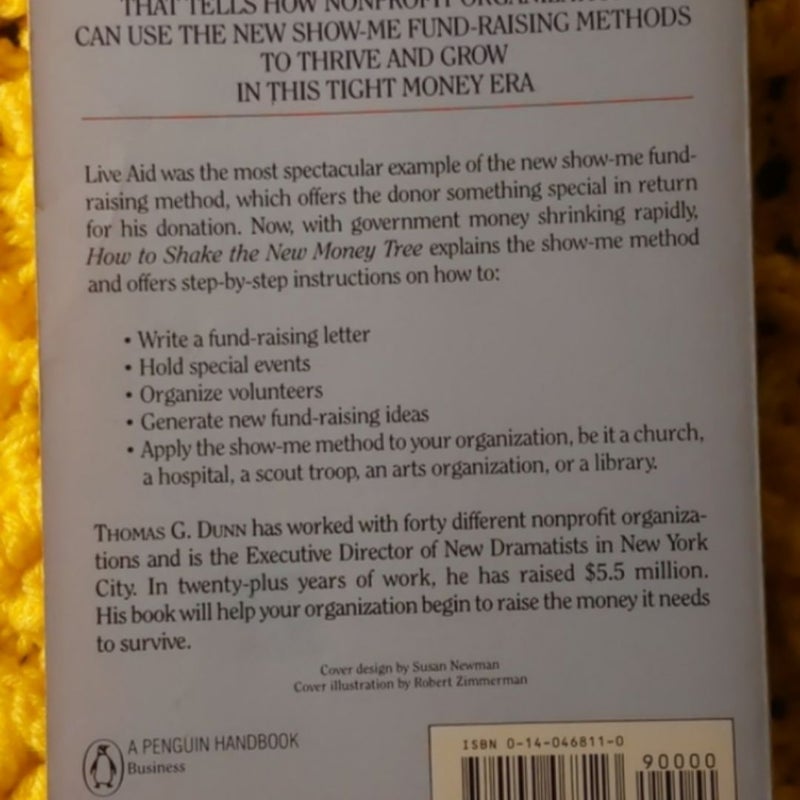 THAT TELLS HOW NONPROFIT
CAN USE THE NEW SHOW-ME FUND-RAISING METHODS
TO THRIVE AND GROW
IN THIS TIGHT MONEY ERA
Live Aid was the most spectacular example of the new show-me fund-
raising method, which offers the donor something special in return
for his donation. Now, with government money shrinking rapidly,
How to Shake the New Money Tree explains the show-me method
and offers step-by-step instructions on how to:
• Write a fund-raising letter
• Hold special events
• Organize volunteers
• Generate new fund-raising ideas
• Apply the show-me method to your organization, be it a church,
a hospital, a scout troop, an arts organization, or a library.
THOMAS G. DUNN has worked with forty different nonprofit organiza-
tions and is the Executive Director of New Dramatists in New York
City. In twenty-plus years of work, he has raised $5.5 million.
His book will help your organization begin to raise the money it needs
to survive.
Cover design by Susan Newman
Cover illustration by Robert Zimmerman
A PENGUIN HANDBOOK
Business
ISBN 0-14-046811-0
90000